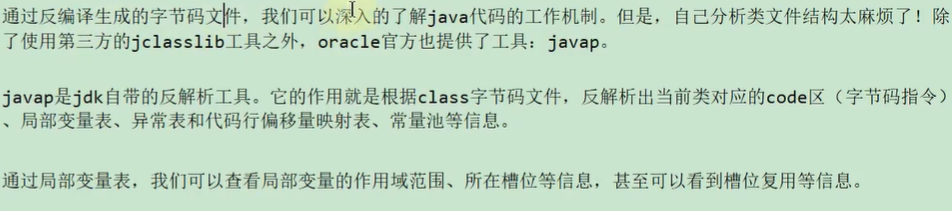 通过反编译生成的字节码文件，我们可以深入的了解java代码的工作机制。但是，自己分析类文件结构太麻烦了！除
了使用第三方的jclasslib工具之外，oracle官方也提供了工具：javap。
javap是jdk自带的反解析工具。它的作用就是根据class字节码文件，反解析出当前类对应的code区（字节码指令）
、局部变量表、异常表和代码行偏移量映射表、常量池等信息。
通过局部变量表，我们可以查看局部变量的作用域范围、所在槽位等信息，甚至可以看到槽位复用等信息。